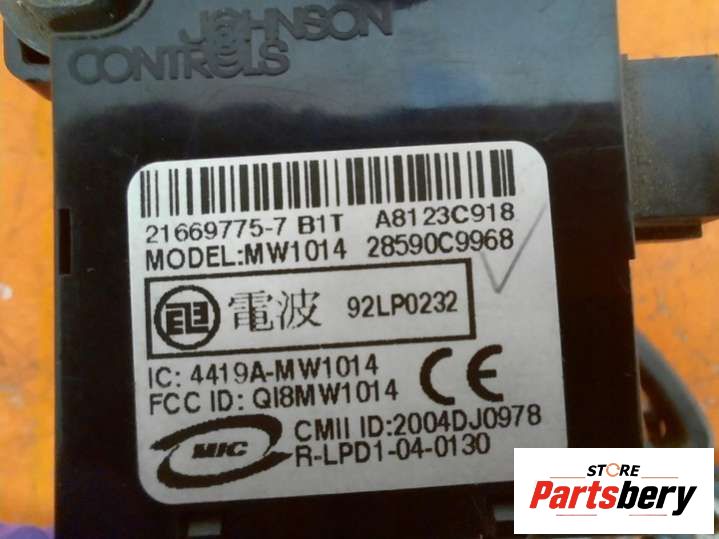 JOHNSON
CONTROLS
21669775-7 B1T A8123C918
MODEL:MW1014 28590C9968
電波 92LP0232
IC: 4419A-MW1014
FCC ID: QI8MW1014
CE
CMII ID:2004DJ0978
MIC R-LPD1-04-0130
STORE
Partsbery